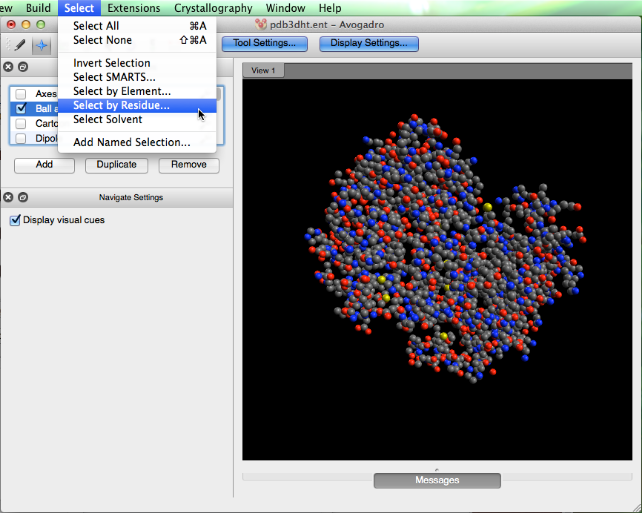 ew Build Select Extensions Crystallography Window Help
pdb3dht.ent - Avogadro
Select All ⌘A
Select None ⇧⌘A
Invert Selection
Select SMARTS...
Select by Element...
Select by Residue...
Select Solvent
Add Named Selection...
Tool Settings... Display Settings...
Axes
Ball a
Carto
Dipol
Add Duplicate Remove
Navigate Settings
Display visual cues
View 1
Messages